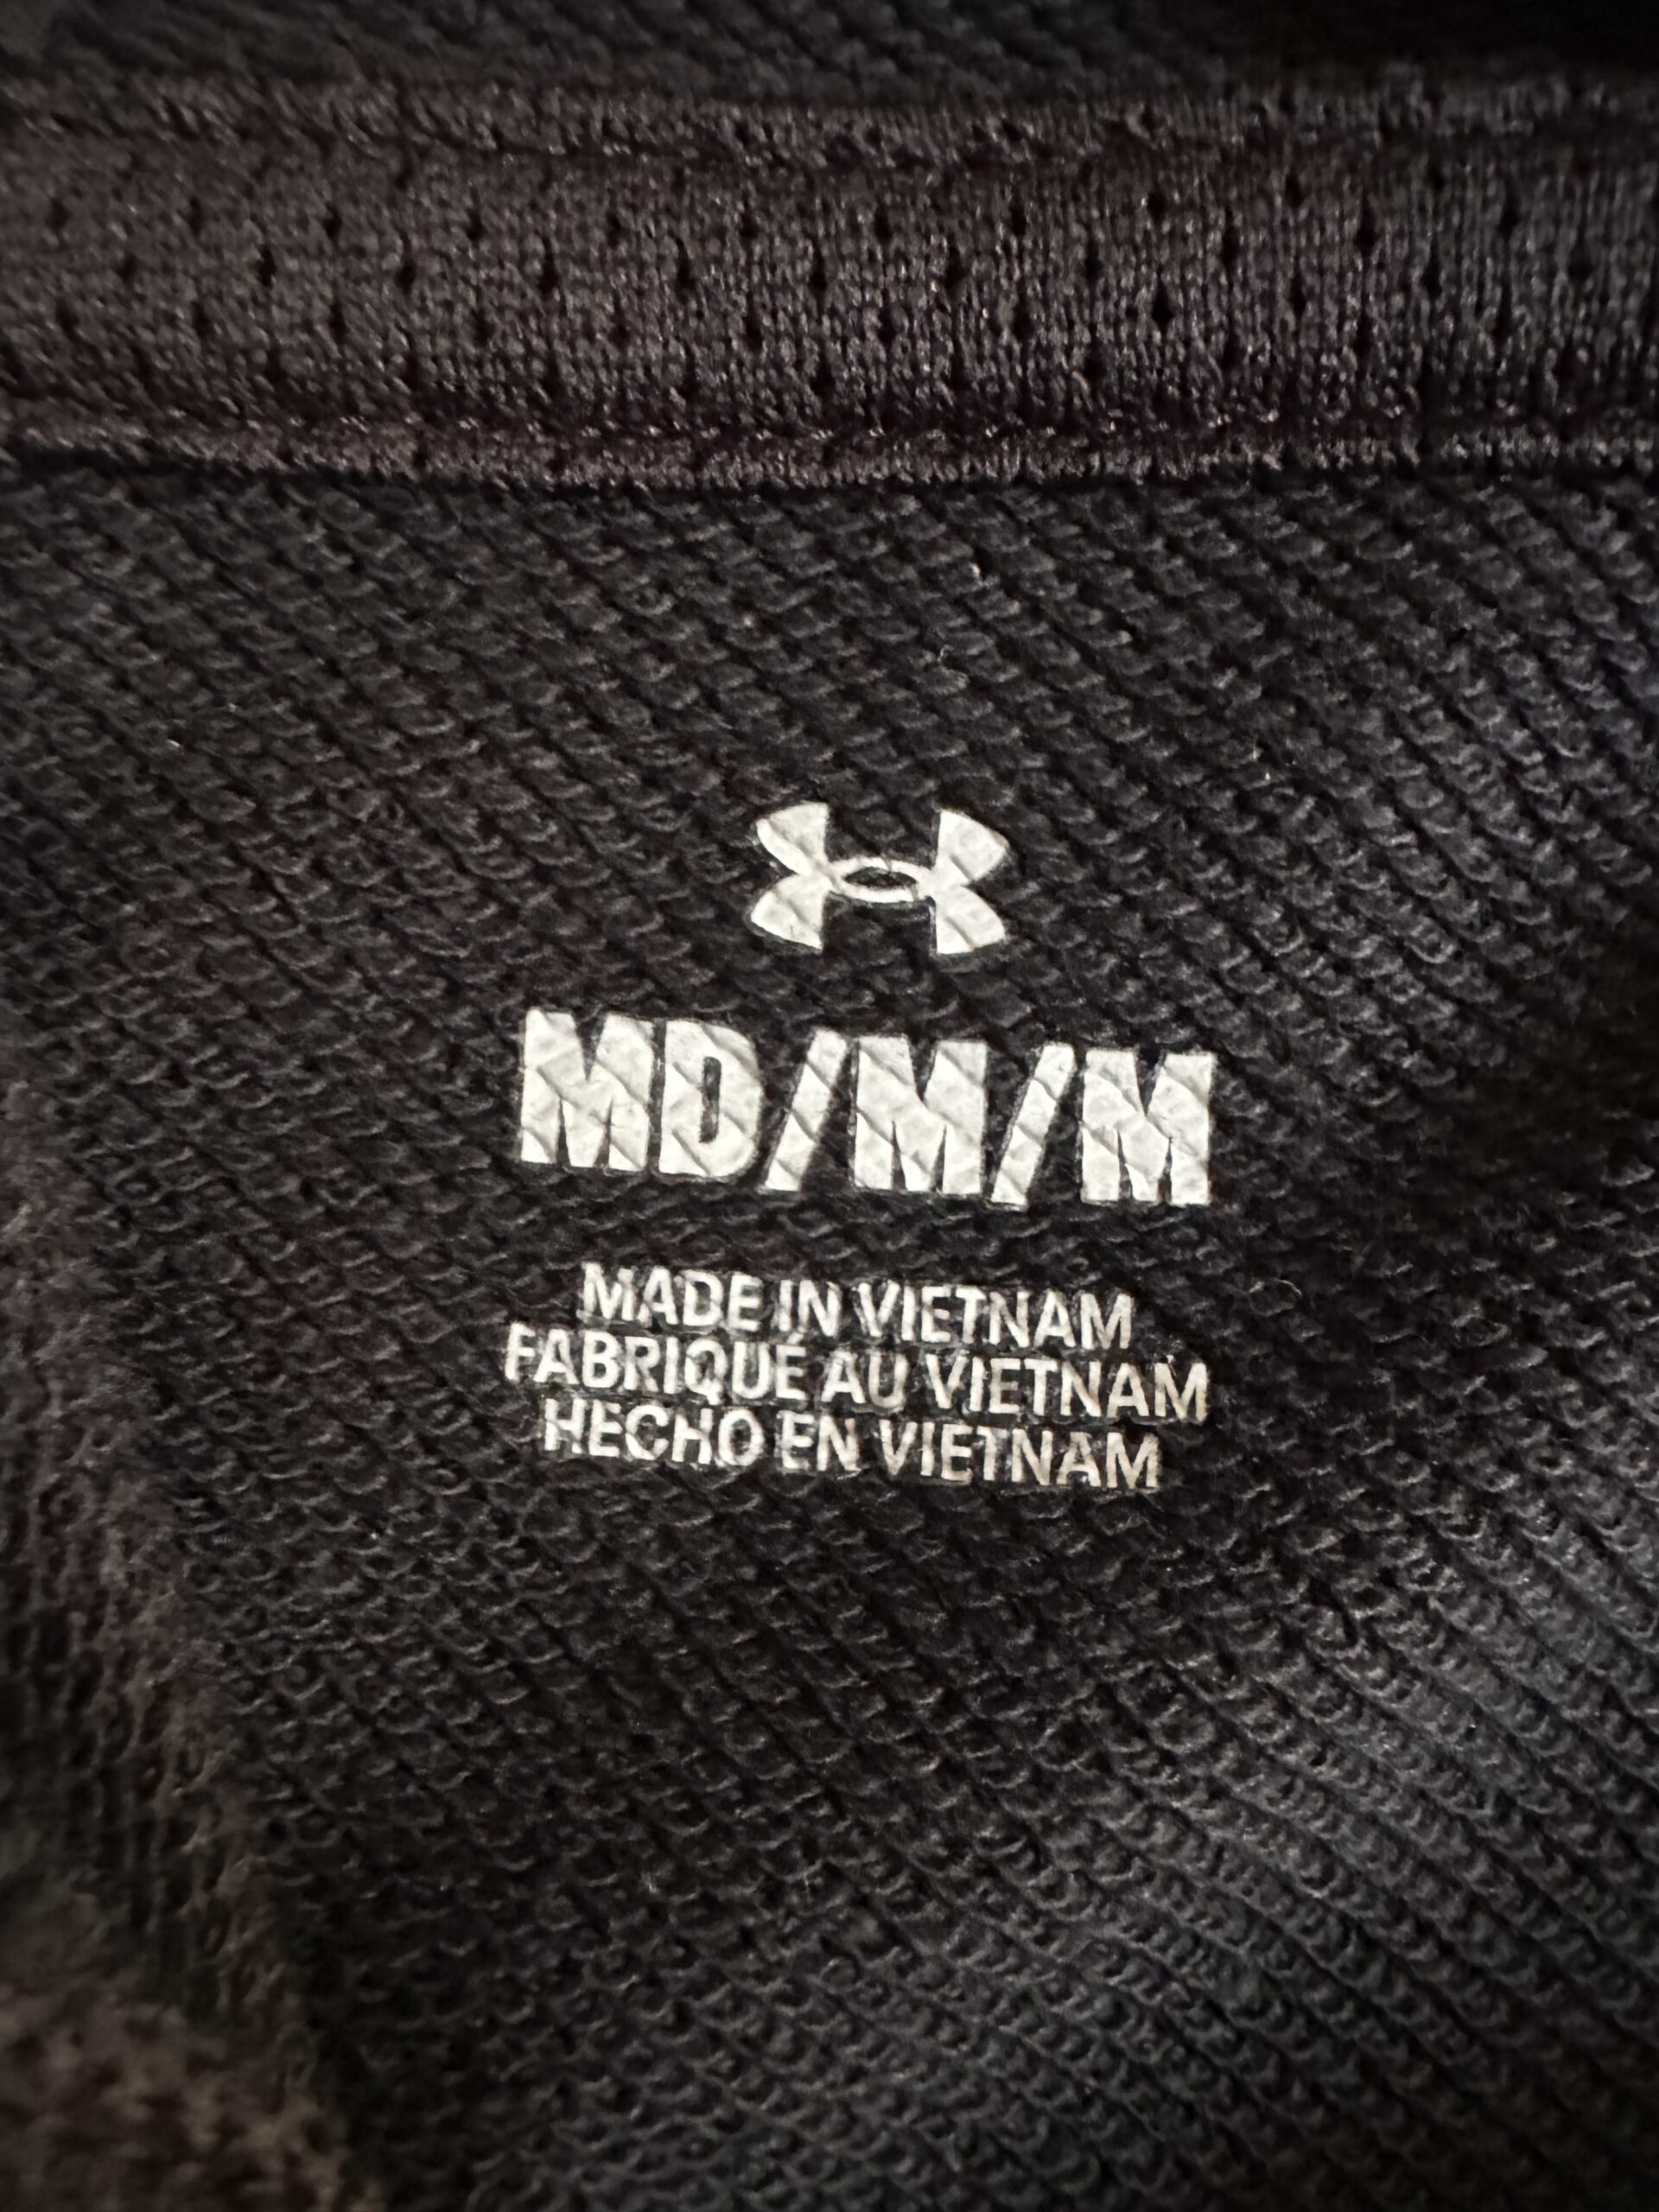 MD/M/M
MADE IN VIETNAM
FABRIQUÉ AU VIETNAM
HECHO EN VIETNAM